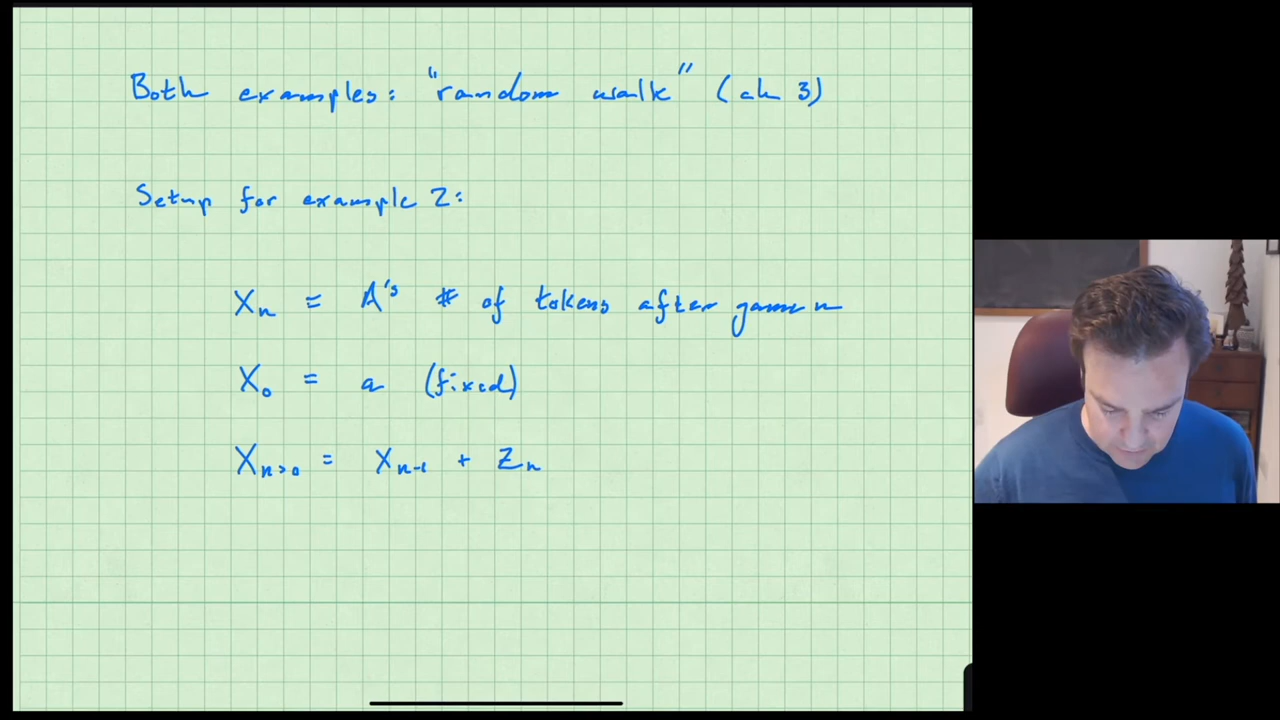 Both examples: "random walk" (ch 3)
Setup for example 2:
Xₙ = A's # of tokens after game n
X₀ = a (fixed)
Xₙ>₀ = Xₙ₋₁ + Zₙ